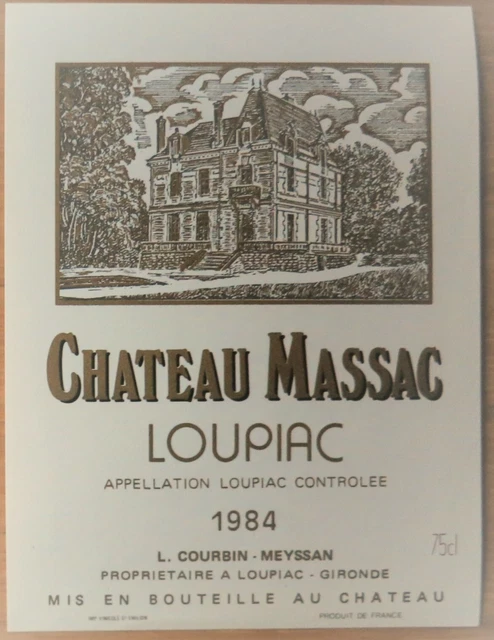 CHATEAU MASSAC
LOUPIAC
APPELLATION LOUPIAC CONTROLEE
1984
75cl
L. COURBIN - MEYSSAN
PROPRIETAIRE A LOUPIAC - GIRONDE
MIS EN BOUTEILLE AU CHATEAU
PRODUIT DE FRANCE